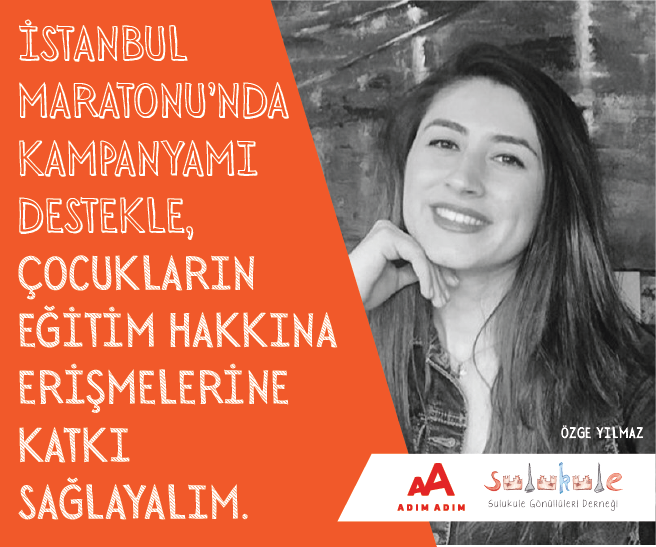 İSTANBUL
MARATONU'NDA
KAMPANYAMI
DESTEKLE,
ÇOCUKLARIN
EĞİTİM HAKKINA
ERİŞMELERİNE
KATKI
SAĞLAYALIM.
ÖZGE YILMAZ
AA
ADIM ADIM
sulukule
Sulukule Gönüllüleri Derneği